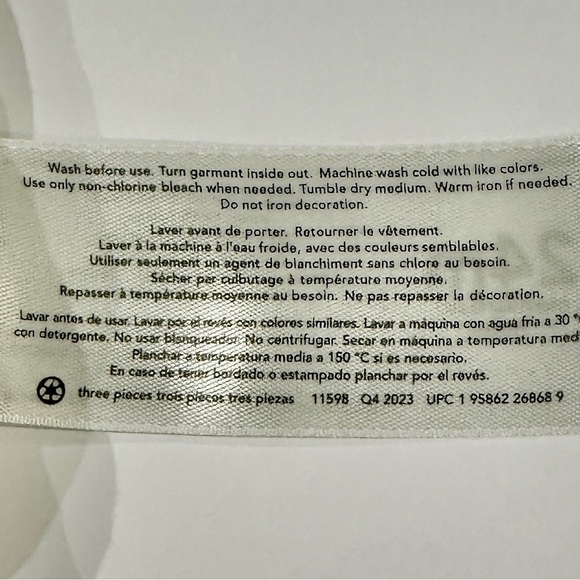 Wash before use. Turn garment inside out. Machine wash cold with like colors.
Use only non-chlorine bleach when needed. Tumble dry medium. Warm iron if needed.
Do not iron decoration.
Laver avant de porter. Retourner le vêtement.
Laver à la machine à l'eau froide, avec des couleurs semblables.
Utiliser seulement un agent de blanchiment sans chlore au besoin.
Sécher par culbutage à température moyenne.
Repasser à température moyenne au besoin. Ne pas repasser la décoration.
Lavar antes de usar. Lavar por el revés con colores similares. Lavar a máquina con agua fria a 30 °
con detergente. No usar blanqueador. No centrifugar. Secar en máquina a temperatura med
Planchar a temperatura media a 150 °C si es necesario.
En caso de tener bordado o estampado planchar por el revés.
three pieces trois pièces tres piezas 11598 Q4 2023 UPC 1 95862 26868 9